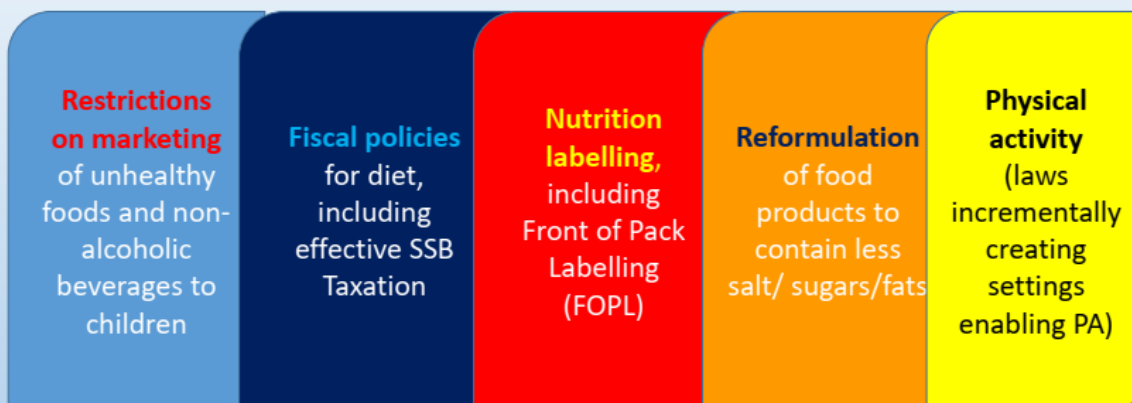 Restrictions
on marketing
of unhealthy
foods and non-
alcoholic
beverages to
children
Fiscal policies
for diet,
including
effective SSB
Taxation
Nutrition
labelling,
including
Front of Pack
Labelling
(FOPL)
Reformulation
of food
products to
contain less
salt/ sugars/fats
Physical
activity
(laws
incrementally
creating
settings
enabling PA)